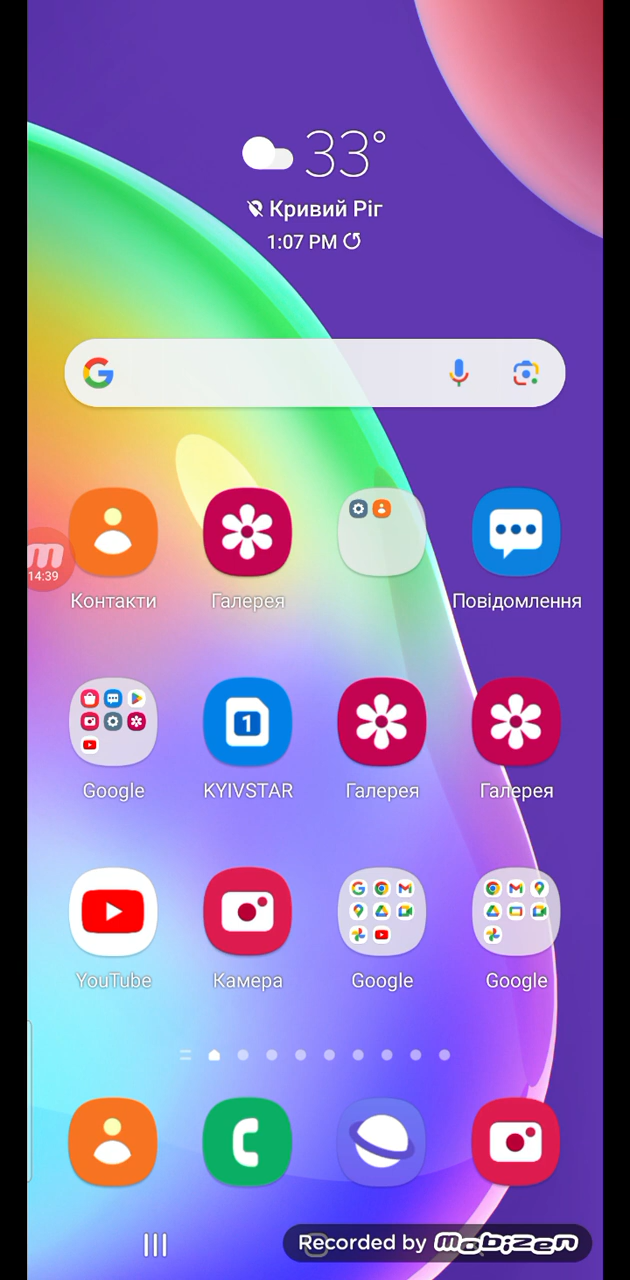 33°
Кривий Ріг
1:07 PM
Контакти
Галерея
Повідомлення
14:39
Google
1
KYIVSTAR
Галерея
Галерея
YouTube
Камера
Google
Google
Recorded by mobizen